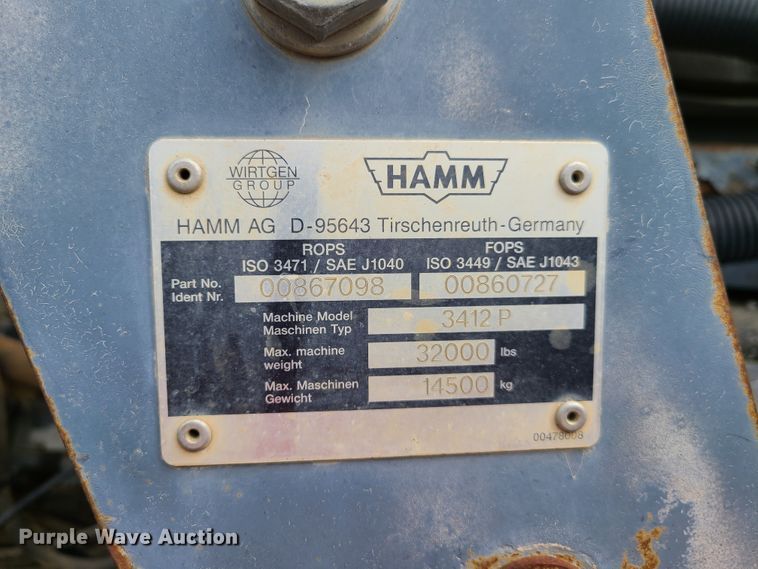 WIRTGEN
GROUP
HAMM
HAMM AG D-95643 Tirschenreuth-Germany
ROPS FOPS
ISO 3471 / SAE J1040 ISO 3449 / SAE J1043
Part No.
Ident Nr. 00867098 00860727
Machine Model
Maschinen Typ 3412 P
Max. machine
weight 32000 lbs
Max. Maschinen
Gewicht 14500 kg
00478008
Purple Wave Auction